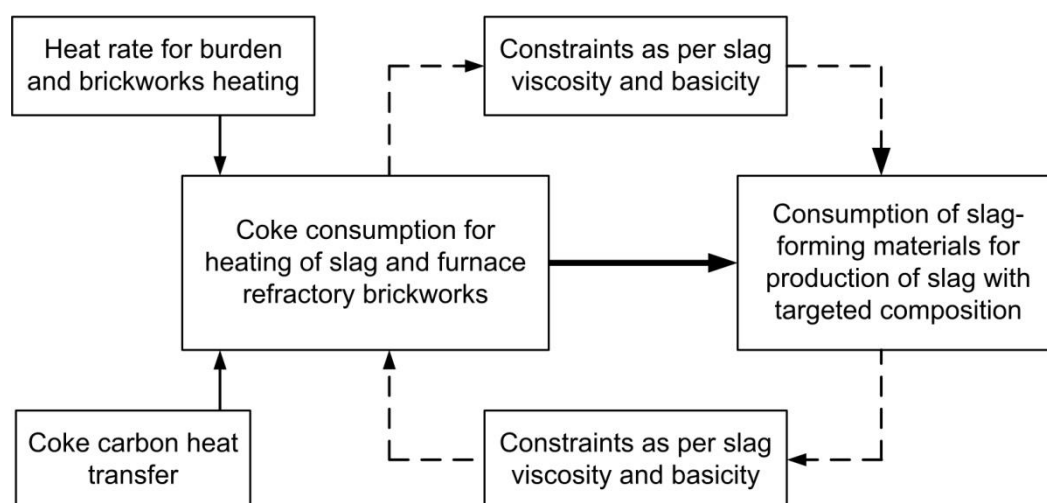 Heat rate for burden
and brickworks heating
Constraints as per slag
viscosity and basicity
Coke consumption for
heating of slag and furnace
refractory brickworks
Consumption of slag-
forming materials for
production of slag with
targeted composition
Coke carbon heat
transfer
Constraints as per slag
viscosity and basicity